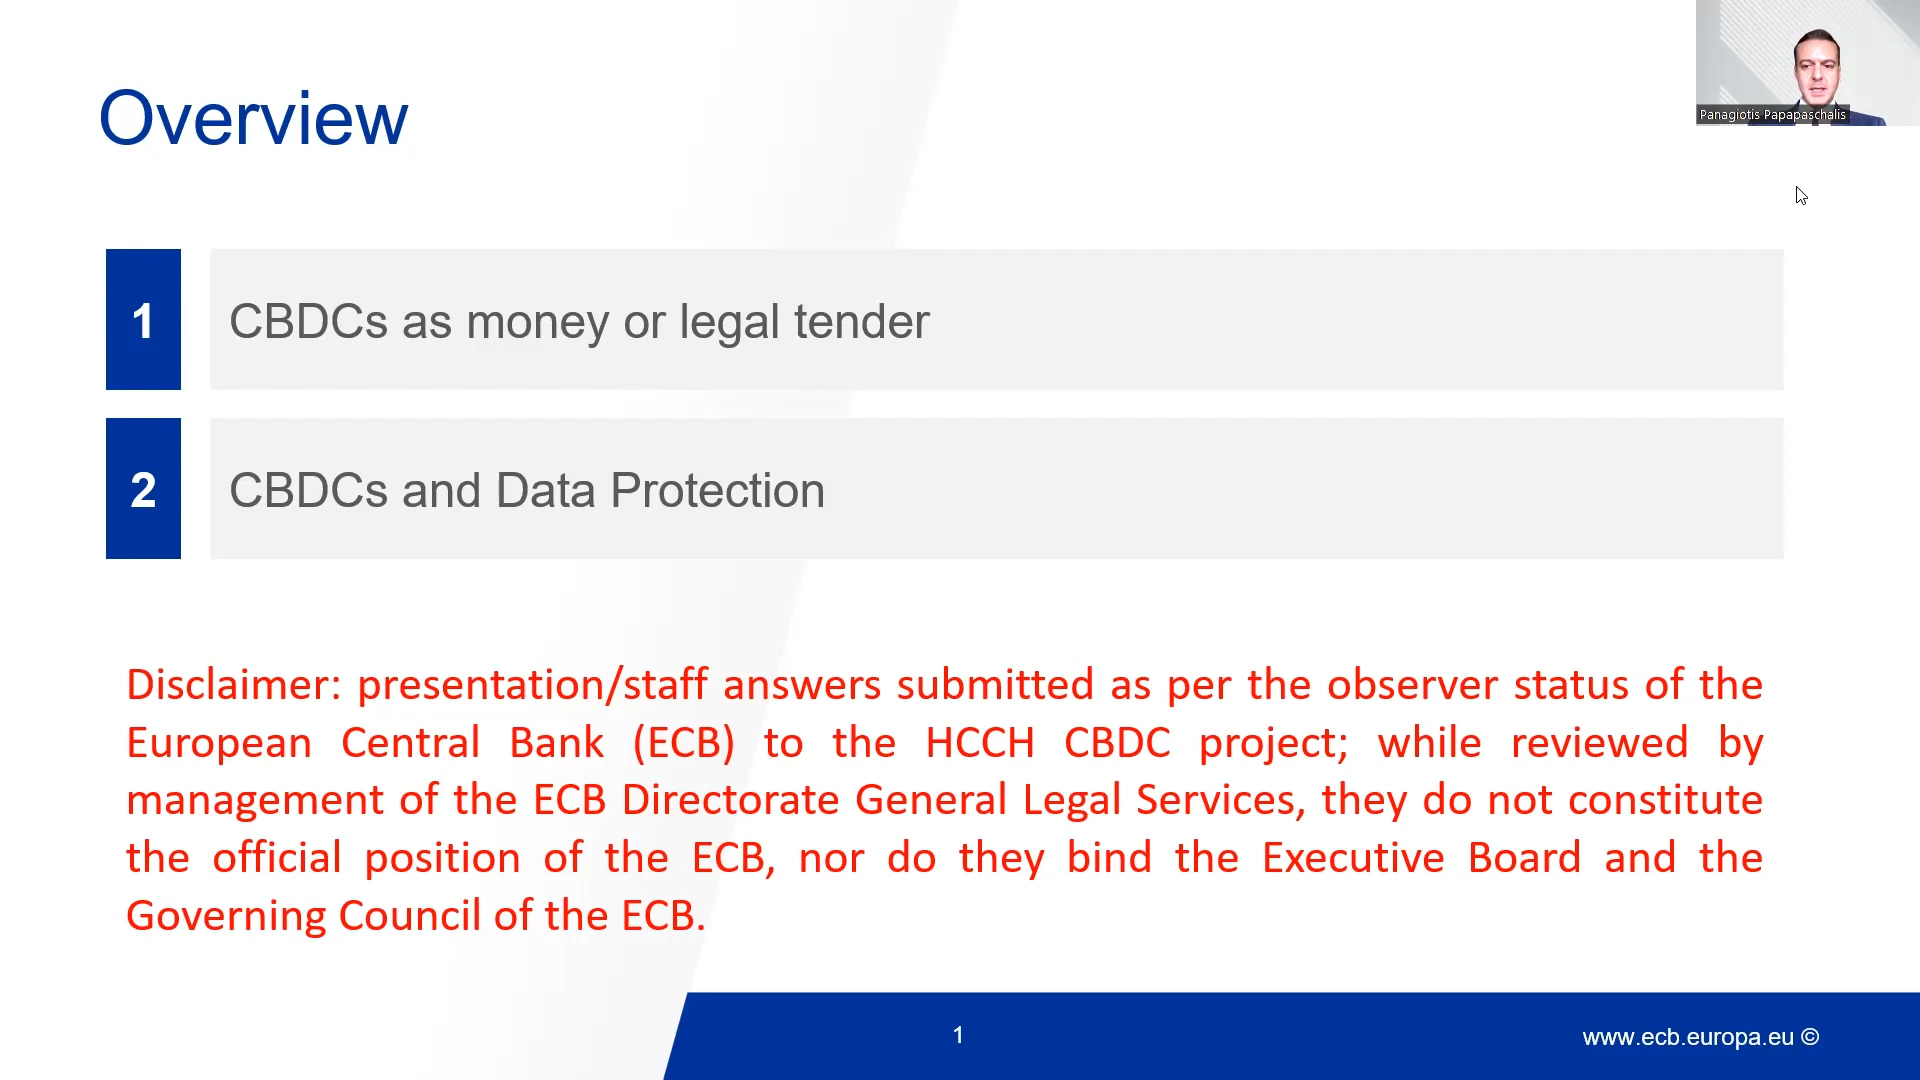 Overview
Panagiotis Papapaschalis
1
CBDCs as money or legal tender
2
CBDCs and Data Protection
Disclaimer: presentation/staff answers submitted as per the observer status of the
European Central Bank (ECB) to the HCCH CBDC project; while reviewed by
management of the ECB Directorate General Legal Services, they do not constitute
the official position of the ECB, nor do they bind the Executive Board and the
Governing Council of the ECB.
1
www.ecb.europa.eu ©